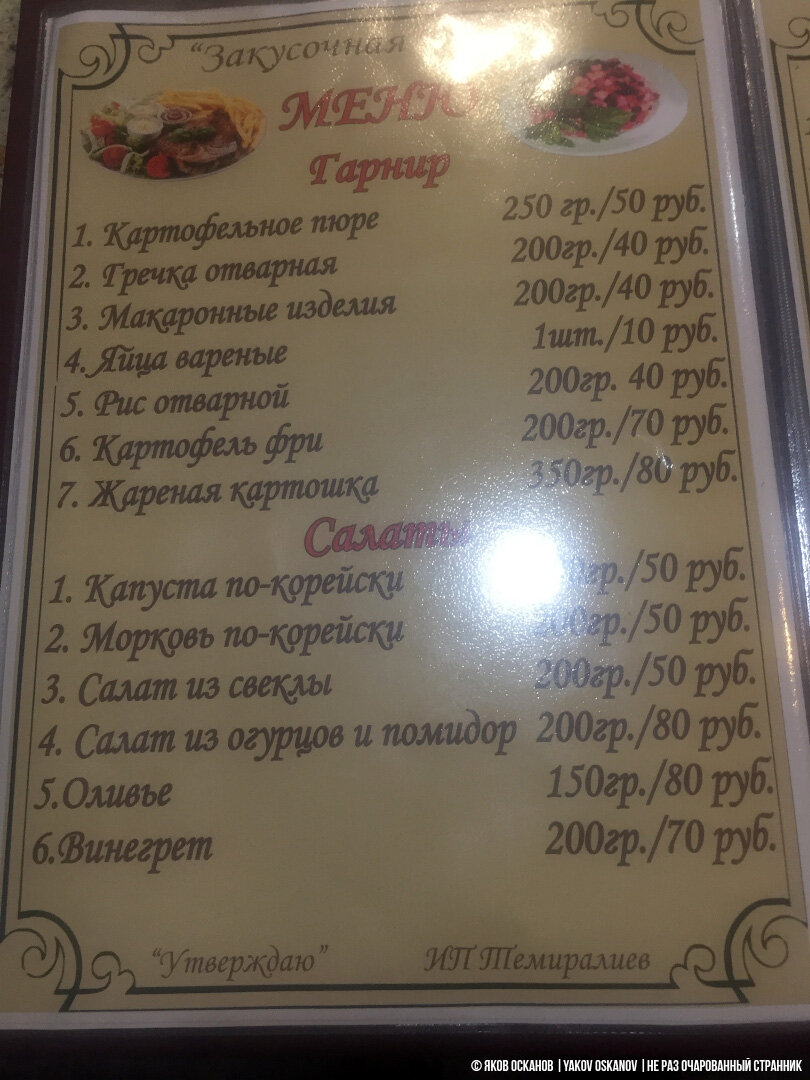 "Закусочная
МЕНЮ
Гарнир
1. Картофельное пюре 250 гр./50 руб.
2. Гречка отварная 200гр./40 руб.
3. Макаронные изделия 200гр./40 руб.
4. Яйца вареные 1шт./10 руб.
5. Рис отварной 200гр. 40 руб.
6. Картофель фри 200гр./70 руб.
7. Жареная картошка 350гр./80 руб.
Салаты
1. Капуста по-корейски гр./50 руб.
2. Морковь по-корейски 200гр./50 руб.
3. Салат из свеклы 200гр./50 руб.
4. Салат из огурцов и помидор 200гр./80 руб.
5.Оливье 150гр./80 руб.
6.Винегрет 200гр./70 руб.
"Утверждаю" ИП Темиралиев
© ЯКОВ ОСКАНОВ | YAKOV OSKANOV | НЕ РАЗ ОЧАРОВАННЫЙ СТРАННИК